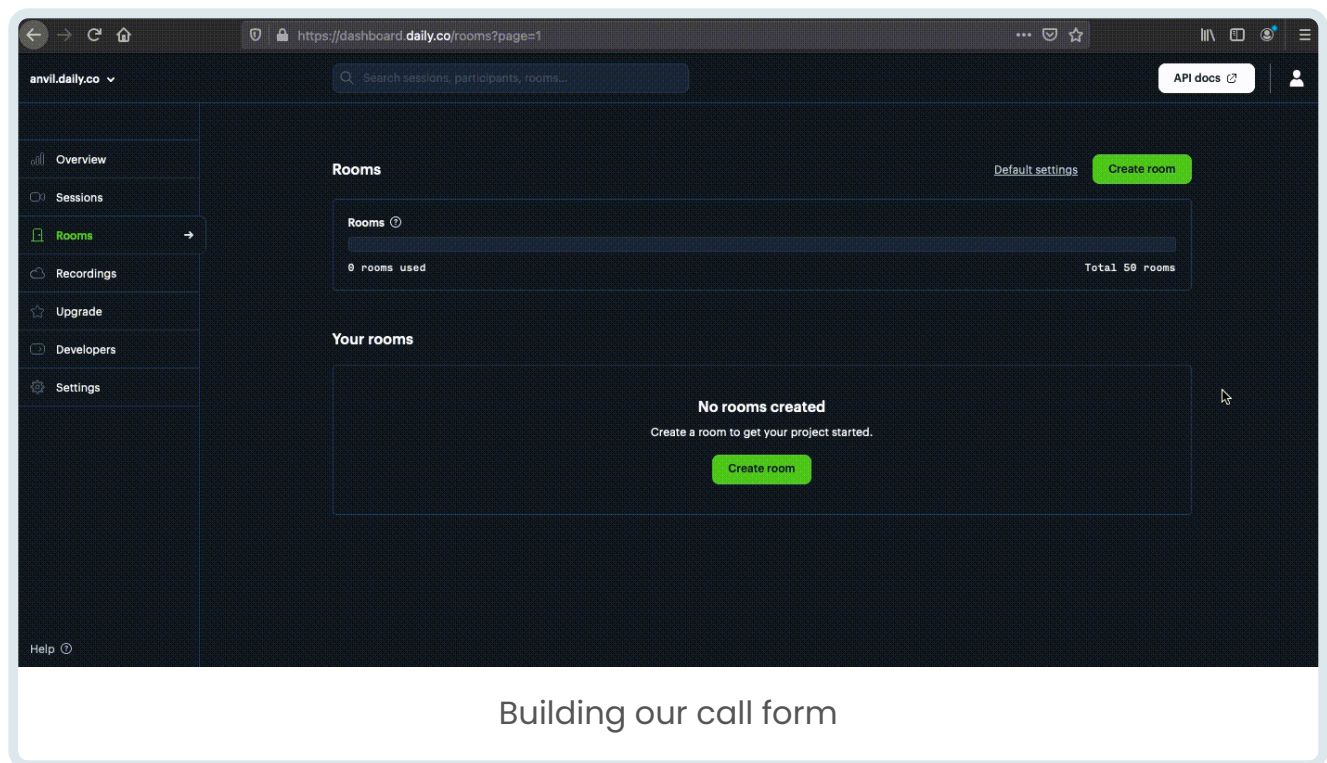 https://dashboard.daily.co/rooms?page=1
anvil.daily.co
Search sessions, participants, rooms...
API docs
Overview
Sessions
Rooms
Recordings
Upgrade
Developers
Settings
Help
Rooms
Default settings
Create room
Rooms
0 rooms used
Total 50 rooms
Your rooms
No rooms created
Create a room to get your project started.
Create room
Building our call form